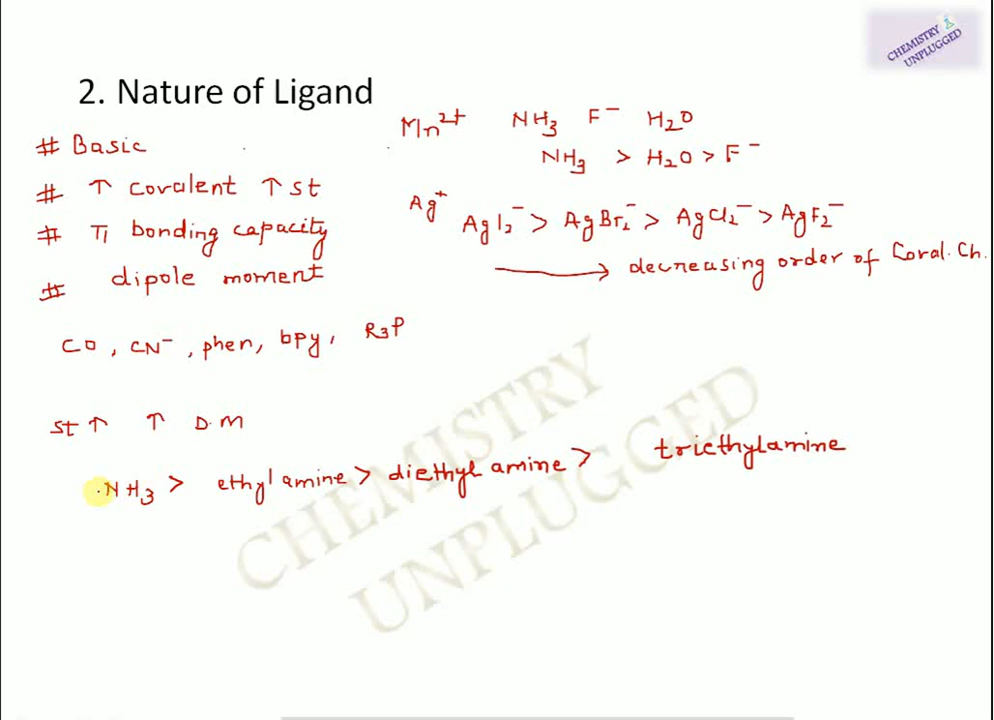 CHEMISTRY
UNPLUGGED
2. Nature of Ligand
Mn²⁺ NH₃ F⁻ H₂O
# Basic
NH₃ > H₂O > F⁻
# ↑ covalent ↑ st
Ag⁺ AgI₂⁻ > AgBr₂⁻ > AgCl₂⁻ > AgF₂⁻
# π bonding capacity
→ decreasing order of Coval. Ch.
# dipole moment
CO, CN⁻, phen, bpy, R₃P
St ↑ ↑ D.M
NH₃ > ethyl amine > diethyl amine > triethylamine
CHEMISTRY
UNPLUGGED